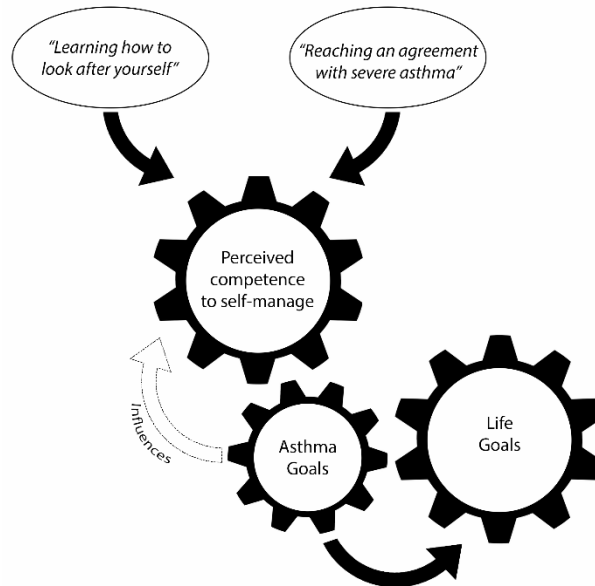 “Learning how to
look after yourself”
“Reaching an agreement
with severe asthma”
Perceived
competence
to self-manage
Influences
Asthma
Goals
Life
Goals